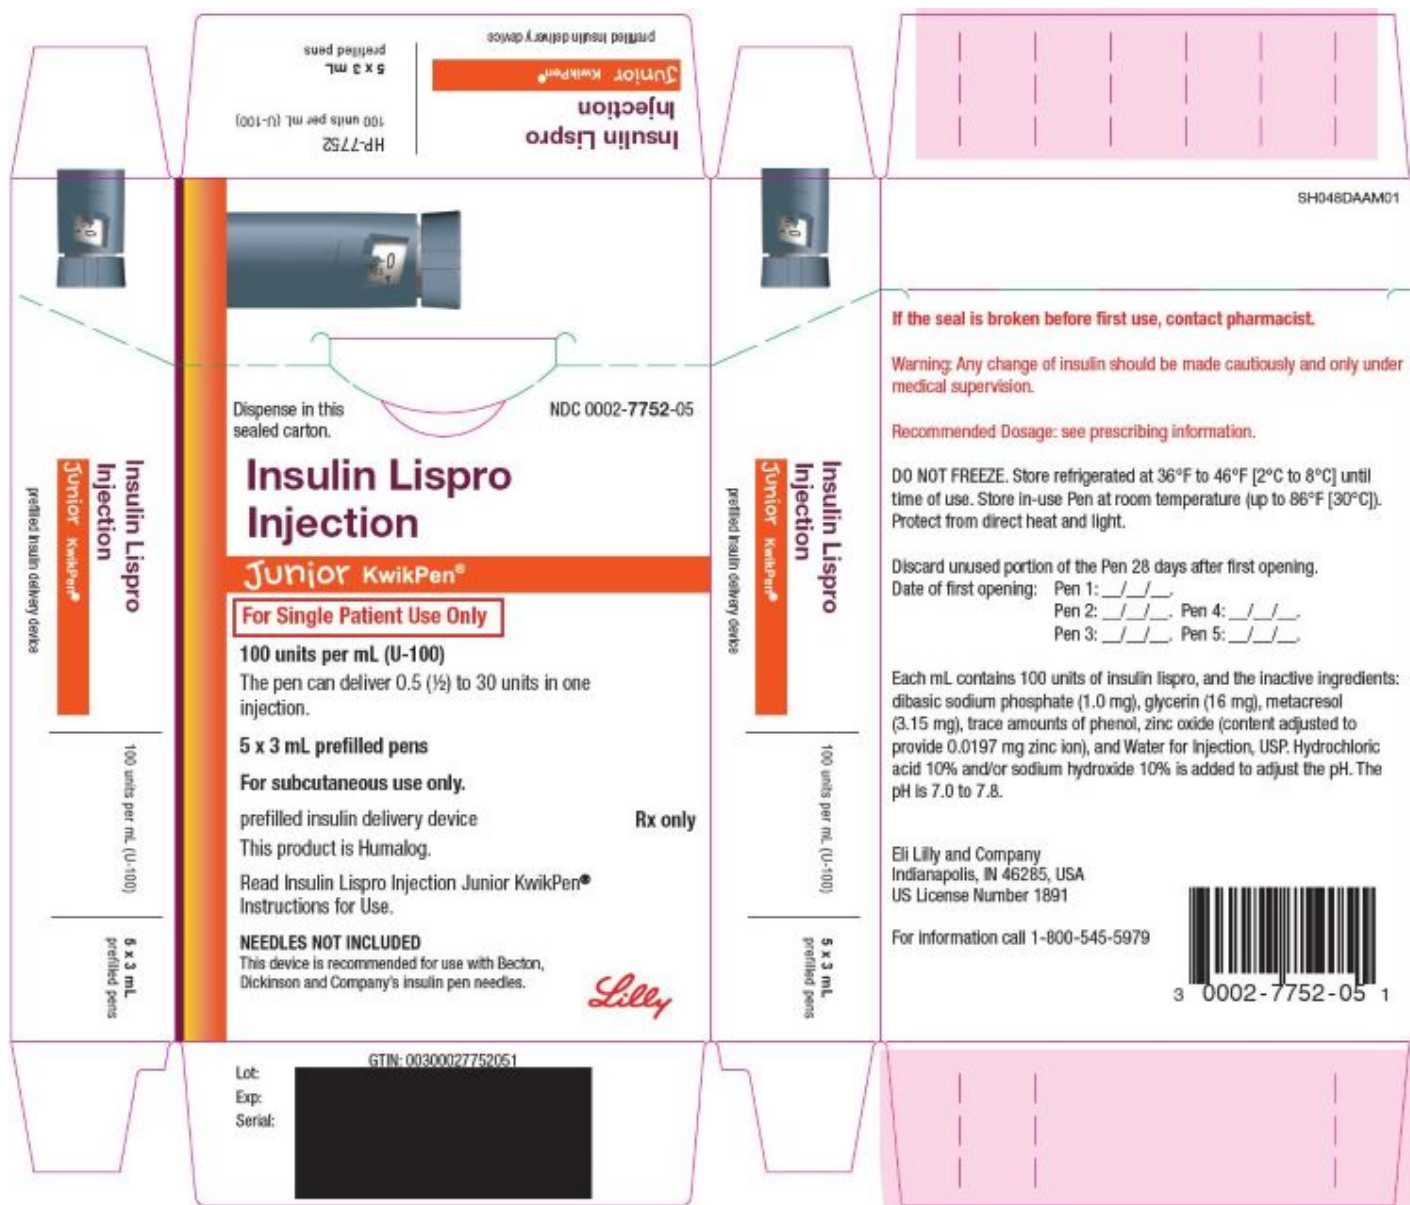 prefilled insulin delivery device
Junior KwikPen®
Insulin Lispro
Injection
5 x 3 mL
prefilled pens
100 units per mL (U-100)
HP-7752
SH048DAAM01
Dispense in this
sealed carton.
NDC 0002-7752-05
Insulin Lispro
Injection
Junior KwikPen®
For Single Patient Use Only
100 units per mL (U-100)
The pen can deliver 0.5 (½) to 30 units in one
injection.
5 x 3 mL prefilled pens
For subcutaneous use only.
prefilled insulin delivery device
Rx only
This product is Humalog.
Read Insulin Lispro Injection Junior KwikPen®
Instructions for Use.
NEEDLES NOT INCLUDED
This device is recommended for use with Becton,
Dickinson and Company's insulin pen needles.
Lilly
Insulin Lispro
Injection
Junior KwikPen®
prefilled insulin delivery device
100 units per mL (U-100)
5 x 3 mL
prefilled pens
Insulin Lispro
Injection
Junior KwikPen®
prefilled insulin delivery device
100 units per mL (U-100)
5 x 3 mL
prefilled pens
If the seal is broken before first use, contact pharmacist.
Warning: Any change of insulin should be made cautiously and only under
medical supervision.
Recommended Dosage: see prescribing information.
DO NOT FREEZE. Store refrigerated at 36°F to 46°F [2°C to 8°C] until
time of use. Store in-use Pen at room temperature (up to 86°F [30°C]).
Protect from direct heat and light.
Discard unused portion of the Pen 28 days after first opening.
Date of first opening: Pen 1: __/__/__.
Pen 2: __/__/__. Pen 4: __/__/__.
Pen 3: __/__/__. Pen 5: __/__/__.
Each mL contains 100 units of insulin lispro, and the inactive ingredients:
dibasic sodium phosphate (1.0 mg), glycerin (16 mg), metacresol
(3.15 mg), trace amounts of phenol, zinc oxide (content adjusted to
provide 0.0197 mg zinc ion), and Water for Injection, USP. Hydrochloric
acid 10% and/or sodium hydroxide 10% is added to adjust the pH. The
pH is 7.0 to 7.8.
Eli Lilly and Company
Indianapolis, IN 46285, USA
US License Number 1891
For information call 1-800-545-5979
3 0002-7752-05 1
GTIN: 00300027752051
Lot:
Exp:
Serial:
0
0
0